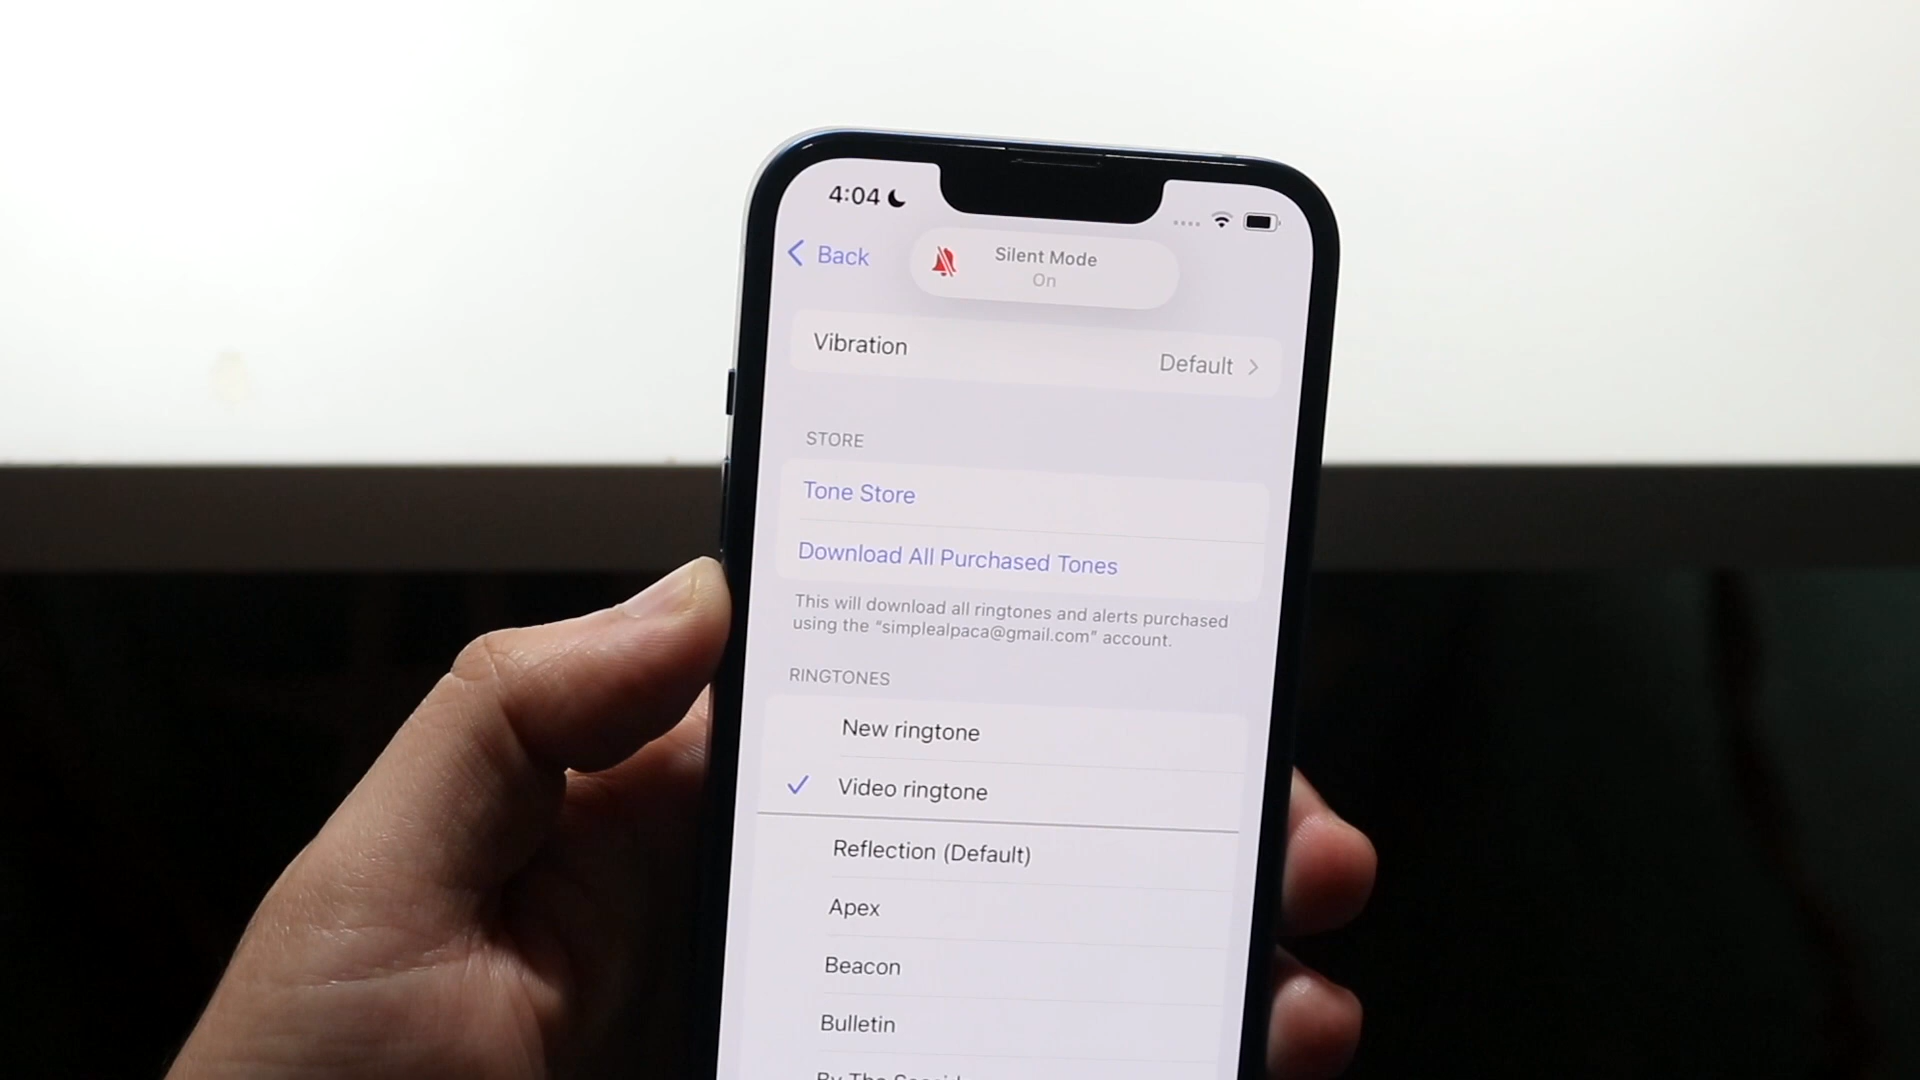 4:04
Back
Silent Mode
On
Vibration
Default
STORE
Tone Store
Download All Purchased Tones
This will download all ringtones and alerts purchased
using the “simplealpaca@gmail.com” account.
RINGTONES
New ringtone
Video ringtone
Reflection (Default)
Apex
Beacon
Bulletin
By The